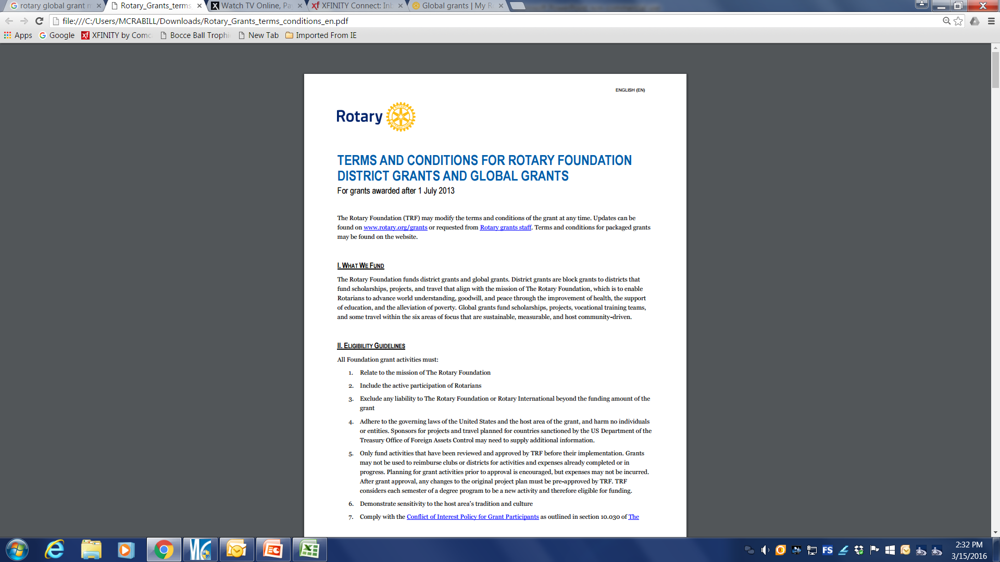 rotary global grant m
Rotary_Grants_terms_
Watch TV Online, Pa
XFINITY Connect: Inb
Global grants | My R
file:///C:/Users/MCRABILL/Downloads/Rotary_Grants_terms_conditions_en.pdf
Apps Google XFINITY by Comc Bocce Ball Trophi New Tab Imported From IE
ENGLISH (EN)
Rotary
TERMS AND CONDITIONS FOR ROTARY FOUNDATION
DISTRICT GRANTS AND GLOBAL GRANTS
For grants awarded after 1 July 2013
The Rotary Foundation (TRF) may modify the terms and conditions of the grant at any time. Updates can be
found on www.rotary.org/grants or requested from Rotary grants staff. Terms and conditions for packaged grants
may be found on the website.
I. WHAT WE FUND
The Rotary Foundation funds district grants and global grants. District grants are block grants to districts that
fund scholarships, projects, and travel that align with the mission of The Rotary Foundation, which is to enable
Rotarians to advance world understanding, goodwill, and peace through the improvement of health, the support
of education, and the alleviation of poverty. Global grants fund scholarships, projects, vocational training teams,
and some travel within the six areas of focus that are sustainable, measurable, and host community-driven.
II. ELIGIBILITY GUIDELINES
All Foundation grant activities must:
1. Relate to the mission of The Rotary Foundation
2. Include the active participation of Rotarians
3. Exclude any liability to The Rotary Foundation or Rotary International beyond the funding amount of the
grant
4. Adhere to the governing laws of the United States and the host area of the grant, and harm no individuals
or entities. Sponsors for projects and travel planned for countries sanctioned by the US Department of the
Treasury Office of Foreign Assets Control may need to supply additional information.
5. Only fund activities that have been reviewed and approved by TRF before their implementation. Grants
may not be used to reimburse clubs or districts for activities and expenses already completed or in
progress. Planning for grant activities prior to approval is encouraged, but expenses may not be incurred.
After grant approval, any changes to the original project plan must be pre-approved by TRF. TRF
considers each semester of a degree program to be a new activity and therefore eligible for funding.
6. Demonstrate sensitivity to the host area's tradition and culture
7. Comply with the Conflict of Interest Policy for Grant Participants as outlined in section 10.030 of The
FS
2:32 PM
3/15/2016